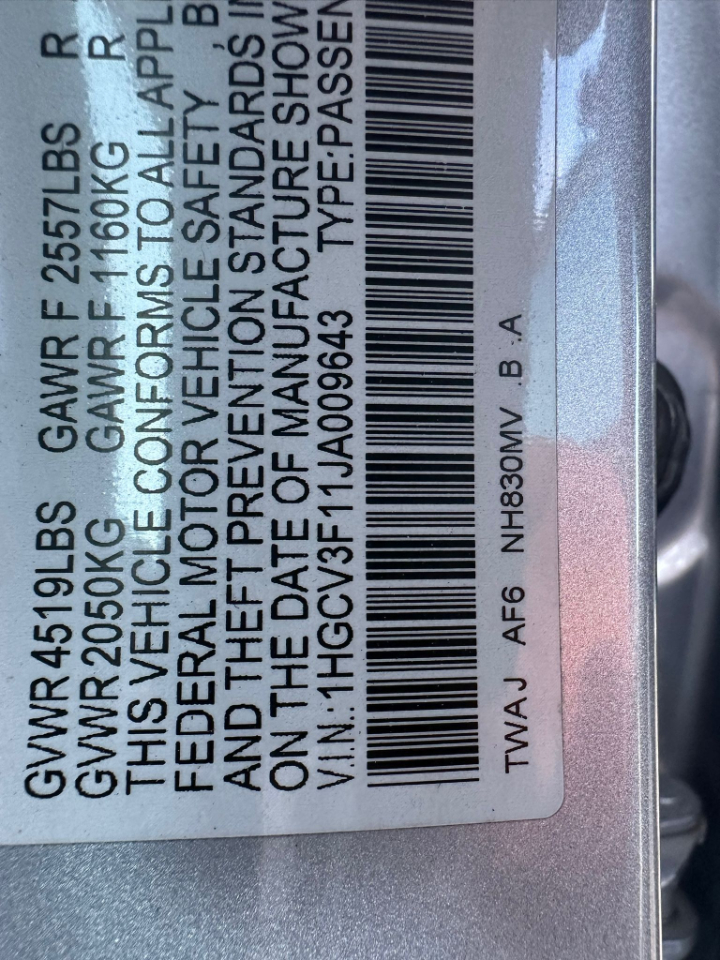 GVWR 4519LBS GAWR F 2557LBS R
GVWR 2050KG GAWR F 1160KG R
THIS VEHICLE CONFORMS TO ALL APPLI
FEDERAL MOTOR VEHICLE SAFETY , B
AND THEFT PREVENTION STANDARDS IN
ON THE DATE OF MANUFACTURE SHOW
V.I.N.: 1HGCV3F11JA009643 TYPE: PASSEN
TWAJ AF6 NH830MV .B .A